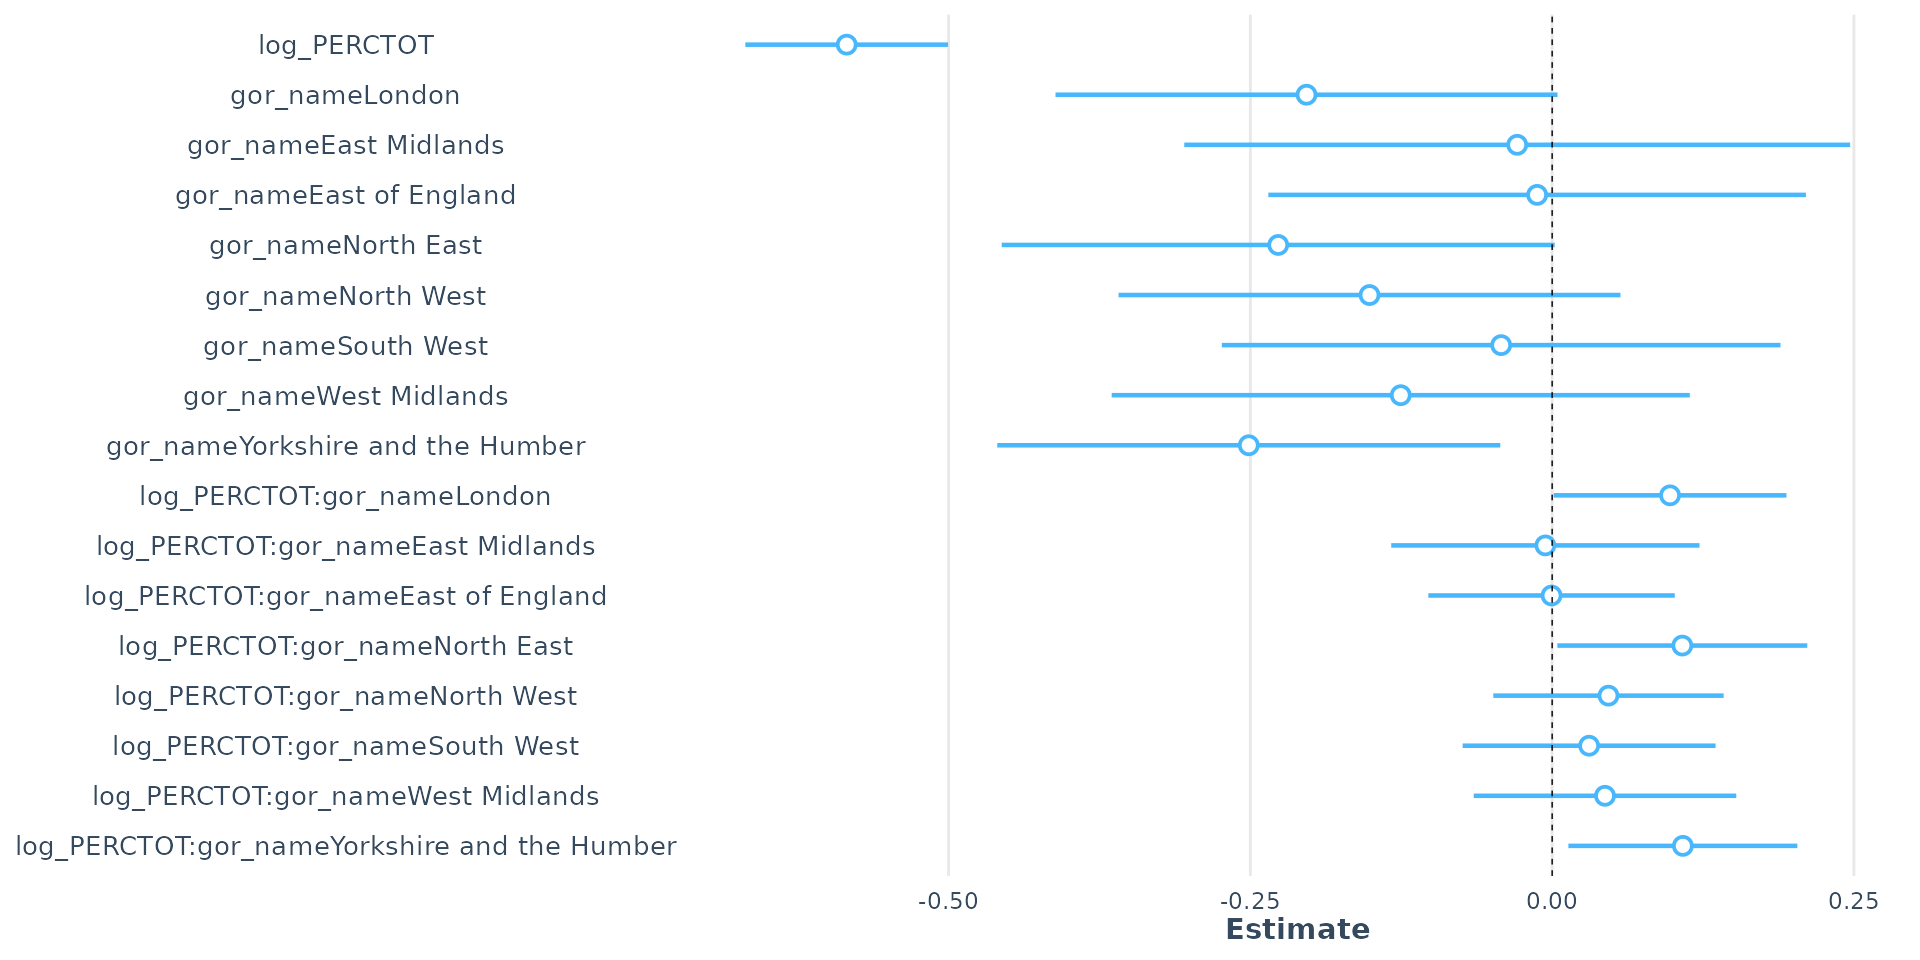 log_PERCTOT
gor_nameLondon
gor_nameEast Midlands
gor_nameEast of England
gor_nameNorth East
gor_nameNorth West
gor_nameSouth West
gor_nameWest Midlands
gor_nameYorkshire and the Humber
log_PERCTOT:gor_nameLondon
log_PERCTOT:gor_nameEast Midlands
log_PERCTOT:gor_nameEast of England
log_PERCTOT:gor_nameNorth East
log_PERCTOT:gor_nameNorth West
log_PERCTOT:gor_nameSouth West
log_PERCTOT:gor_nameWest Midlands
log_PERCTOT:gor_nameYorkshire and the Humber
-0.50 -0.25 0.00 0.25
Estimate